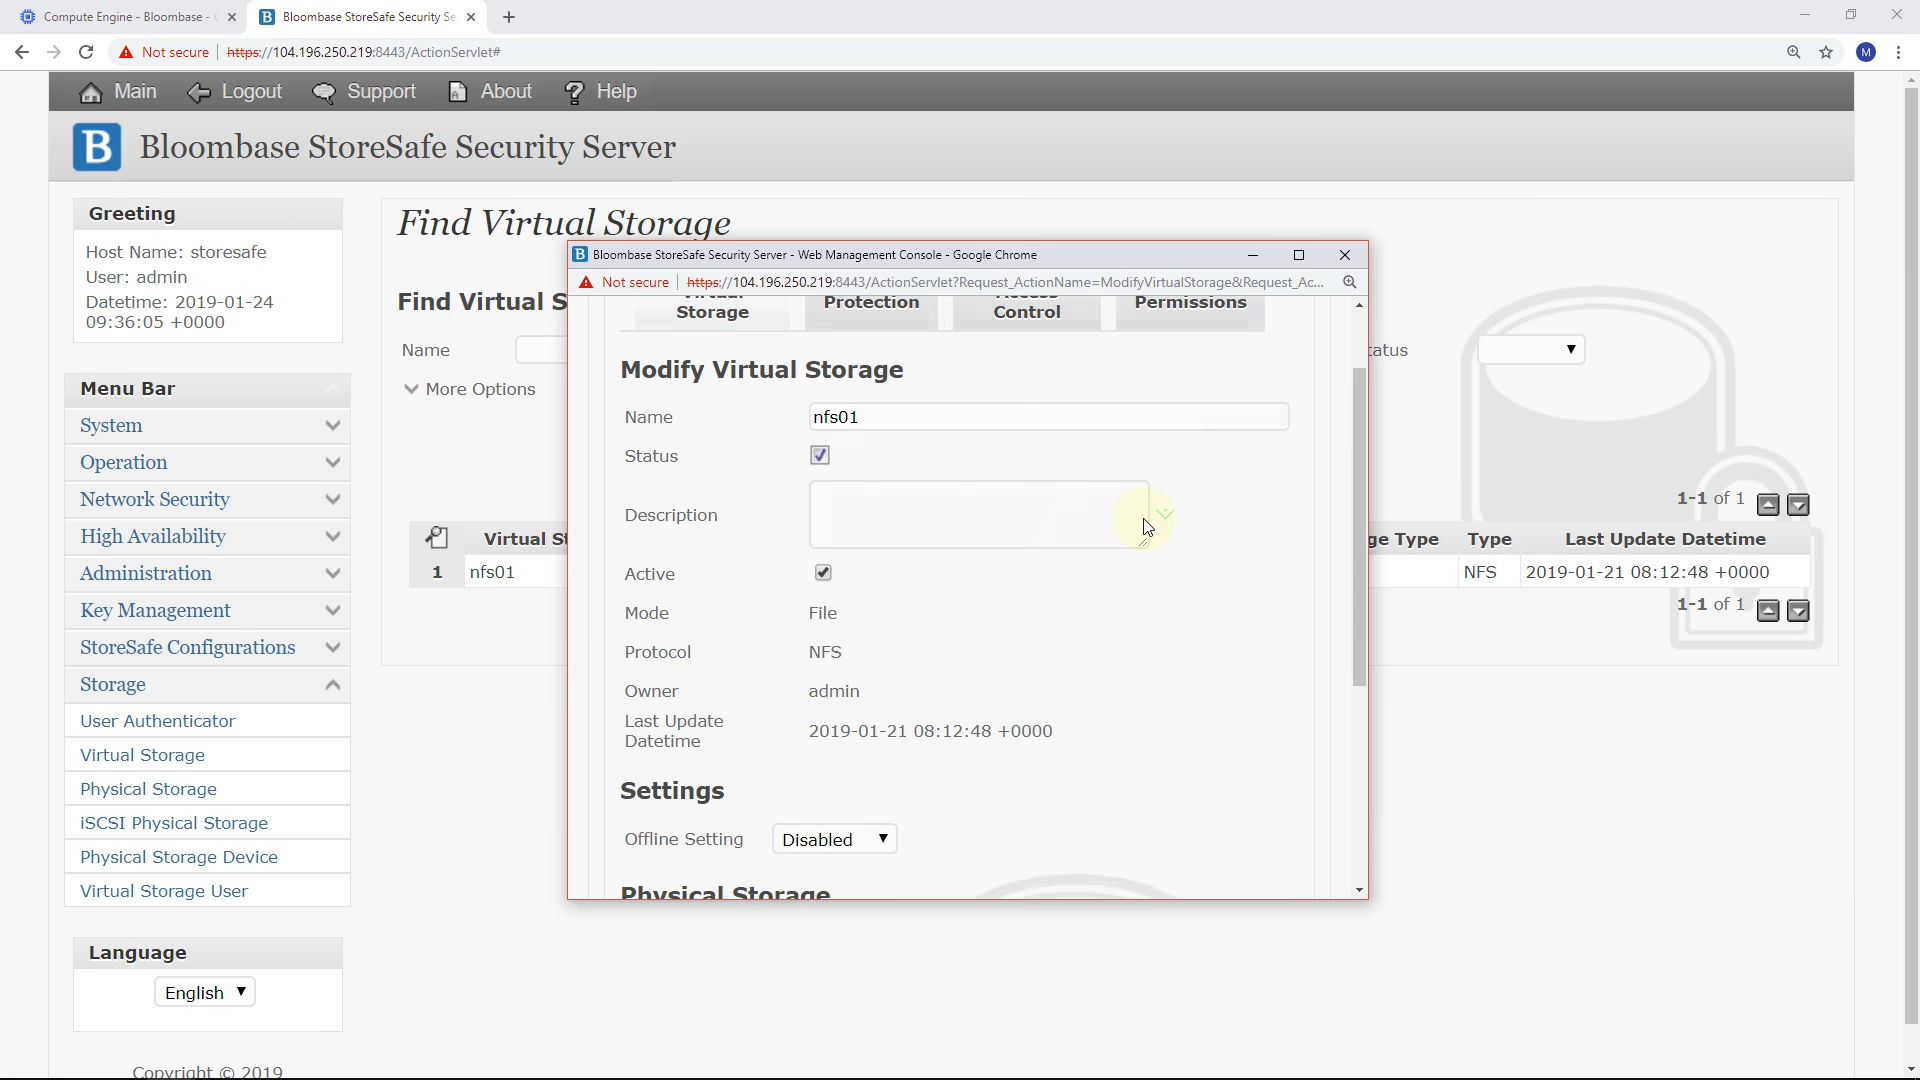 Compute Engine - Bloombase -
Bloombase StoreSafe Security Se
Not secure
https://104.196.250.219:8443/ActionServlet#
M
Main
Logout
Support
About
Help
B
Bloombase StoreSafe Security Server
Greeting
Host Name: storesafe
User: admin
Datetime: 2019-01-24
09:36:05 +0000
Menu Bar
System
Operation
Network Security
High Availability
Administration
Key Management
StoreSafe Configurations
Storage
User Authenticator
Virtual Storage
Physical Storage
iSCSI Physical Storage
Physical Storage Device
Virtual Storage User
Language
English
Copyright © 2019
Find Virtual Storage
Find Virtual S
Name
More Options
tatus
1-1 of 1
Virtual St
ge Type
Type
Last Update Datetime
1
nfs01
NFS
2019-01-21 08:12:48 +0000
1-1 of 1
Bloombase StoreSafe Security Server - Web Management Console - Google Chrome
Not secure
https://104.196.250.219:8443/ActionServlet?Request_ActionName=ModifyVirtualStorage&Request_Ac...
Virtual
Storage
Protection
Access
Control
Permissions
Modify Virtual Storage
Name
nfs01
Status
Description
Active
Mode
File
Protocol
NFS
Owner
admin
Last Update
Datetime
2019-01-21 08:12:48 +0000
Settings
Offline Setting
Disabled
Physical Storage